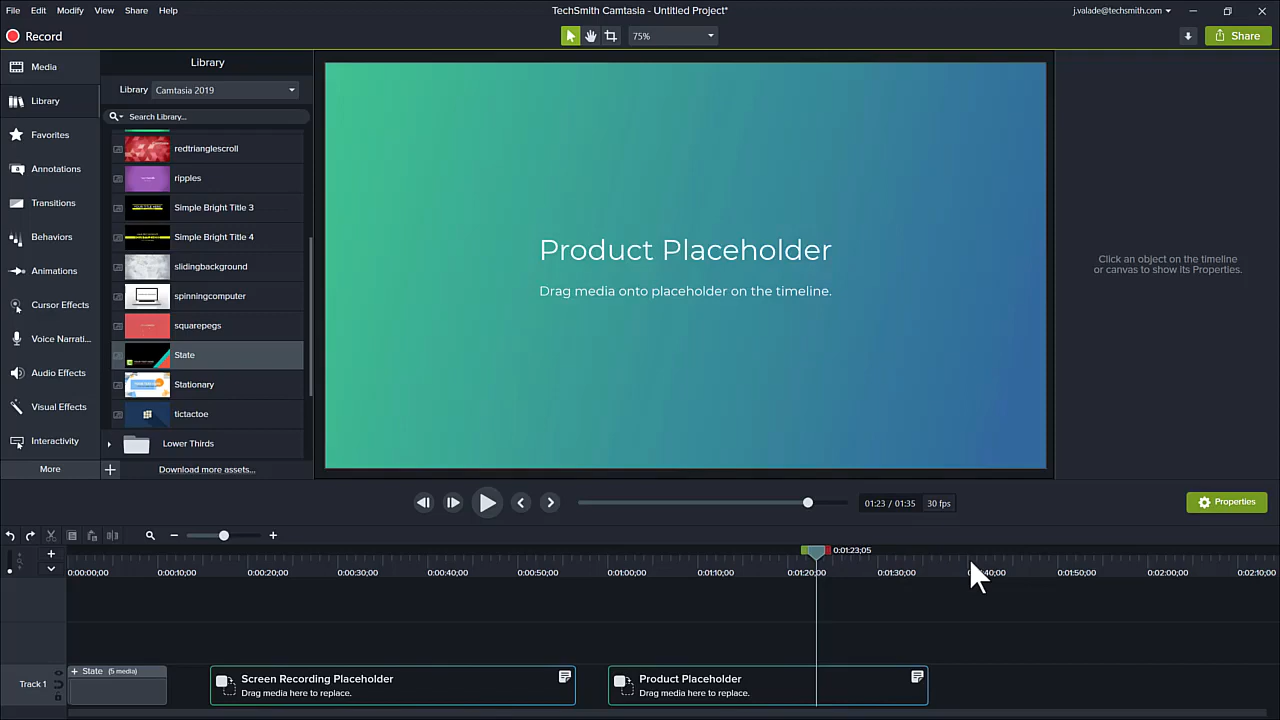 File Edit Modify View Share Help
TechSmith Camtasia - Untitled Project*
j.valade@techsmith.com
Record
75%
Share
Media
Library
Favorites
Annotations
Transitions
Behaviors
Animations
Cursor Effects
Voice Narrati...
Audio Effects
Visual Effects
Interactivity
More
Library
Library
Camtasia 2019
Search Library...
redtrianglescroll
ripples
Simple Bright Title 3
Simple Bright Title 4
slidingbackground
spinningcomputer
squarepegs
State
Stationary
tictactoe
Lower Thirds
Download more assets...
Product Placeholder
Drag media onto placeholder on the timeline.
Click an object on the timeline
or canvas to show its Properties.
01:23 / 01:35
30 fps
Properties
0:01:23;05
0:00:00;00 0:00:10;00 0:00:20;00 0:00:30;00 0:00:40;00 0:00:50;00 0:01:00;00 0:01:10;00 0:01:20;00 0:01:30;00 0:01:50;00 0:02:00;00 0:02:10;00
Track 1
+ State (5 media)
Screen Recording Placeholder
Drag media here to replace.
Product Placeholder
Drag media here to replace.